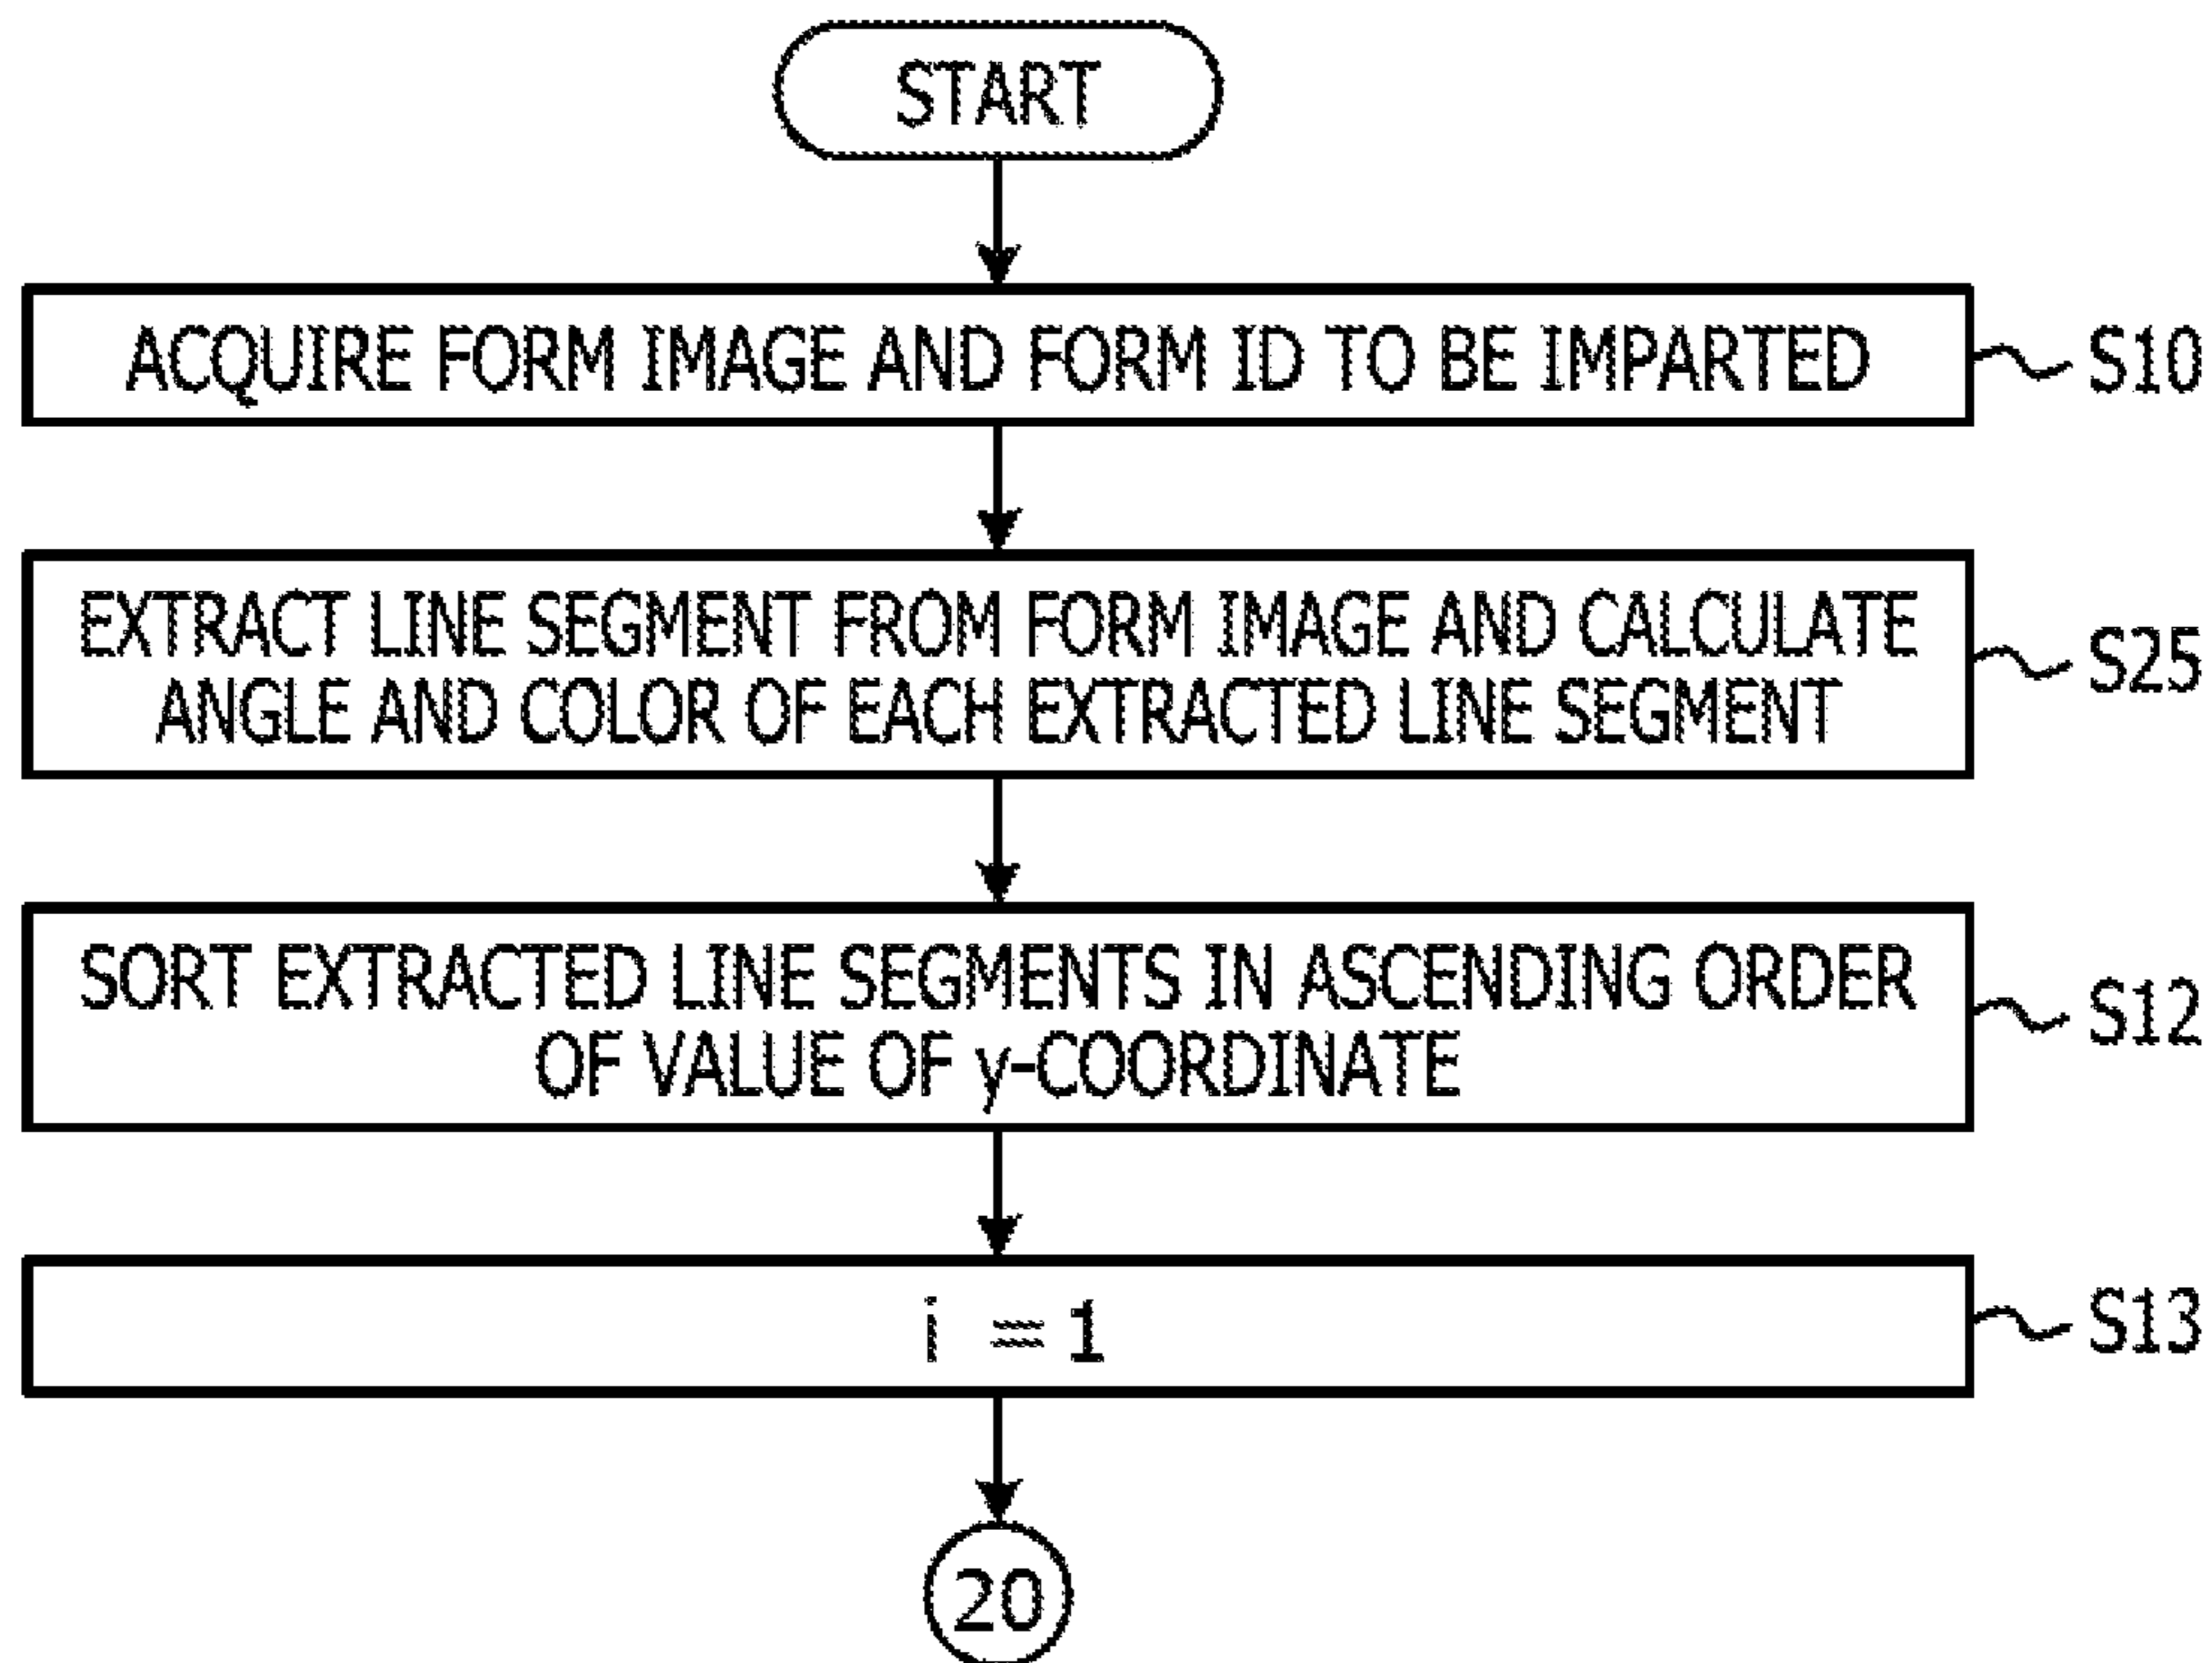 START
ACQUIRE FORM IMAGE AND FORM ID TO BE IMPARTED
S10
EXTRACT LINE SEGMENT FROM FORM IMAGE AND CALCULATE
ANGLE AND COLOR OF EACH EXTRACTED LINE SEGMENT
S25
SORT EXTRACTED LINE SEGMENTS IN ASCENDING ORDER
OF VALUE OF y-COORDINATE
S12
i = 1
S13
20